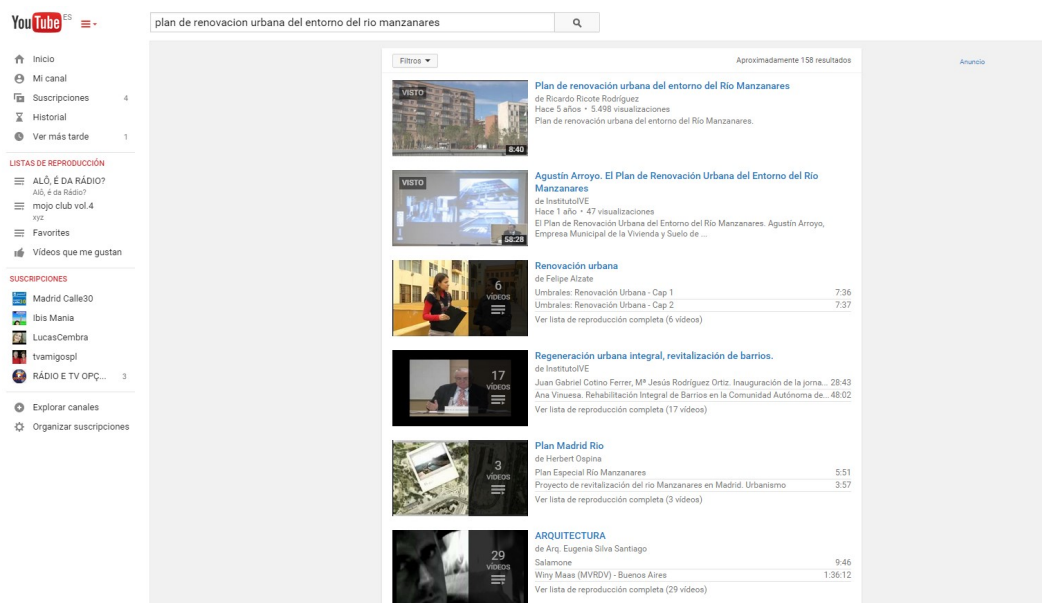 YouTube ES
plan de renovacion urbana del entorno del rio manzanares
Inicio
Mi canal
Suscripciones 4
Historial
Ver más tarde 1
LISTAS DE REPRODUCCIÓN
ALÔ, É DA RÁDIO?
Alô, é da Rádio?
mojo club vol.4
xyz
Favorites
Vídeos que me gustan
SUSCRIPCIONES
Madrid Calle30
Ibis Mania
LucasCembra
tvamigospl
RÁDIO E TV OPÇ... 3
Explorar canales
Organizar suscripciones
Filtros
Aproximadamente 158 resultados
VISTO
8:40
Plan de renovación urbana del entorno del Río Manzanares
de Ricardo Ricote Rodríguez
Hace 5 años • 5.498 visualizaciones
Plan de renovación urbana del entorno del Río Manzanares.
VISTO
58:28
Agustín Arroyo. El Plan de Renovación Urbana del Entorno del Río
Manzanares
de InstitutoIVE
Hace 1 año • 47 visualizaciones
El Plan de Renovación Urbana del Entorno del Río Manzanares. Agustín Arroyo,
Empresa Municipal de la Vivienda y Suelo de ...
6
VÍDEOS
Renovación urbana
de Felipe Alzate
Umbrales: Renovación Urbana - Cap 1 7:36
Umbrales: Renovación Urbana - Cap 2 7:37
Ver lista de reproducción completa (6 vídeos)
17
VÍDEOS
Regeneración urbana integral, revitalización de barrios.
de InstitutoIVE
Juan Gabriel Cotino Ferrer, Mª Jesús Rodríguez Ortiz. Inauguración de la jorna... 28:43
Ana Vinuesa. Rehabilitación Integral de Barrios en la Comunidad Autónoma de... 48:02
Ver lista de reproducción completa (17 vídeos)
3
VÍDEOS
Plan Madrid Rio
de Herbert Ospina
Plan Especial Río Manzanares 5:51
Proyecto de revitalización del rio Manzanares en Madrid. Urbanismo 3:57
Ver lista de reproducción completa (3 vídeos)
29
VÍDEOS
ARQUITECTURA
de Arq. Eugenia Silva Santiago
Salamone 9:46
Winy Maas (MVRDV) - Buenos Aires 1:36:12
Ver lista de reproducción completa (29 vídeos)
Anuncio